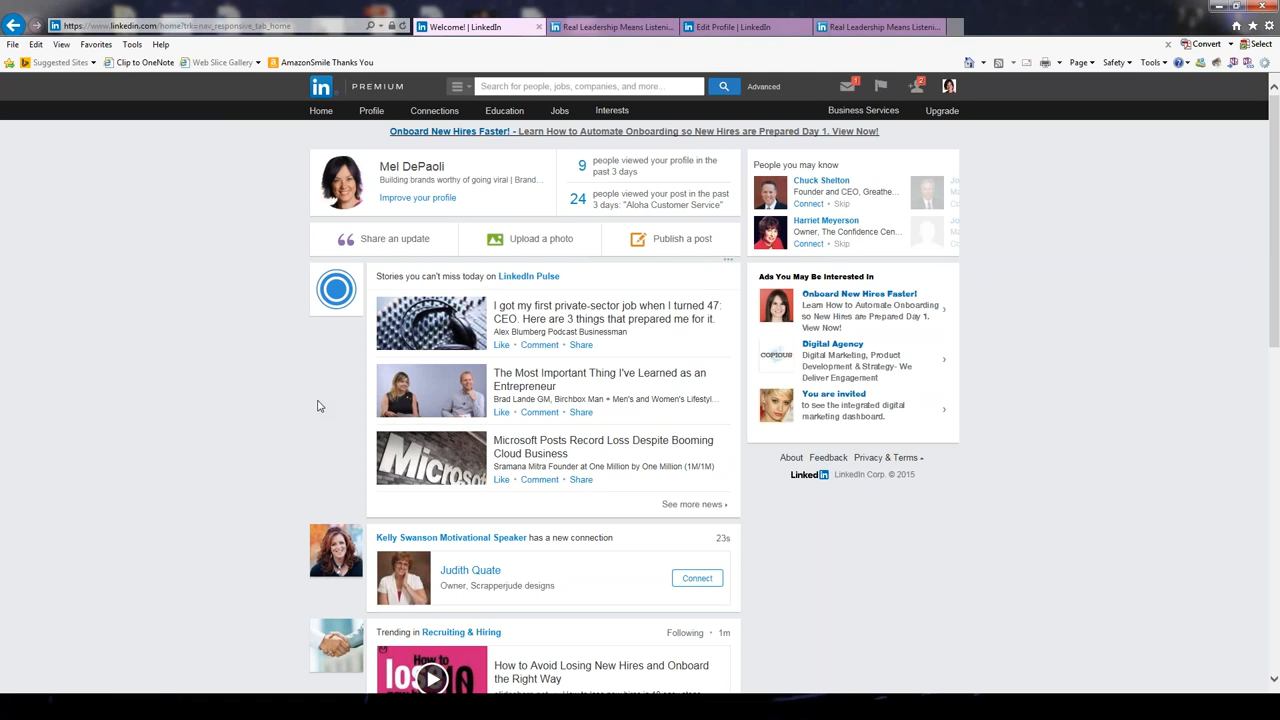 https://www.linkedin.com/home?trk=nav_responsive_tab_home
Welcome! | LinkedIn
Real Leadership Means Listeni...
Edit Profile | LinkedIn
Real Leadership Means Listeni...
File Edit View Favorites Tools Help
Convert
Select
Suggested Sites
Clip to OneNote
Web Slice Gallery
AmazonSmile Thank You
Page Safety Tools
in PREMIUM
Search for people, jobs, companies, and more...
Advanced
1
2
Home Profile Connections Education Jobs Interests
Business Services Upgrade
Onboard New Hires Faster! - Learn How to Automate Onboarding so New Hires are Prepared Day 1. View Now!
Mel DePaoli
Building brands worthy of going viral | Brand...
Improve your profile
9 people viewed your profile in the
past 3 days
24 people viewed your post in the past
3 days: "Aloha Customer Service"
Share an update
Upload a photo
Publish a post
People you may know
Chuck Shelton
Founder and CEO, Greathe...
Connect • Skip
Harriet Meyerson
Owner, The Confidence Cen...
Connect • Skip
Stories you can't miss today on LinkedIn Pulse
I got my first private-sector job when I turned 47:
CEO. Here are 3 things that prepared me for it.
Alex Blumberg Podcast Businessman
Like • Comment • Share
The Most Important Thing I've Learned as an
Entrepreneur
Brad Lande GM, Birchbox Man + Men's and Women's Lifestyl...
Like • Comment • Share
Microsoft Posts Record Loss Despite Booming
Cloud Business
Sramana Mitra Founder at One Million by One Million (1M/1M)
Like • Comment • Share
See more news
Ads You May Be Interested In
Onboard New Hires Faster!
Learn How to Automate Onboarding
so New Hires are Prepared Day 1.
View Now!
COPIOUS
Digital Agency
Digital Marketing, Product
Development & Strategy- We
Deliver Engagement
You are invited
to see the integrated digital
marketing dashboard.
About Feedback Privacy & Terms
LinkedIn LinkedIn Corp. © 2015
Kelly Swanson Motivational Speaker has a new connection
23s
Judith Quate
Owner, Scrapperjude designs
Connect
Trending in Recruiting & Hiring
Following • 1m
How to
How to Avoid Losing New Hires and Onboard
the Right Way